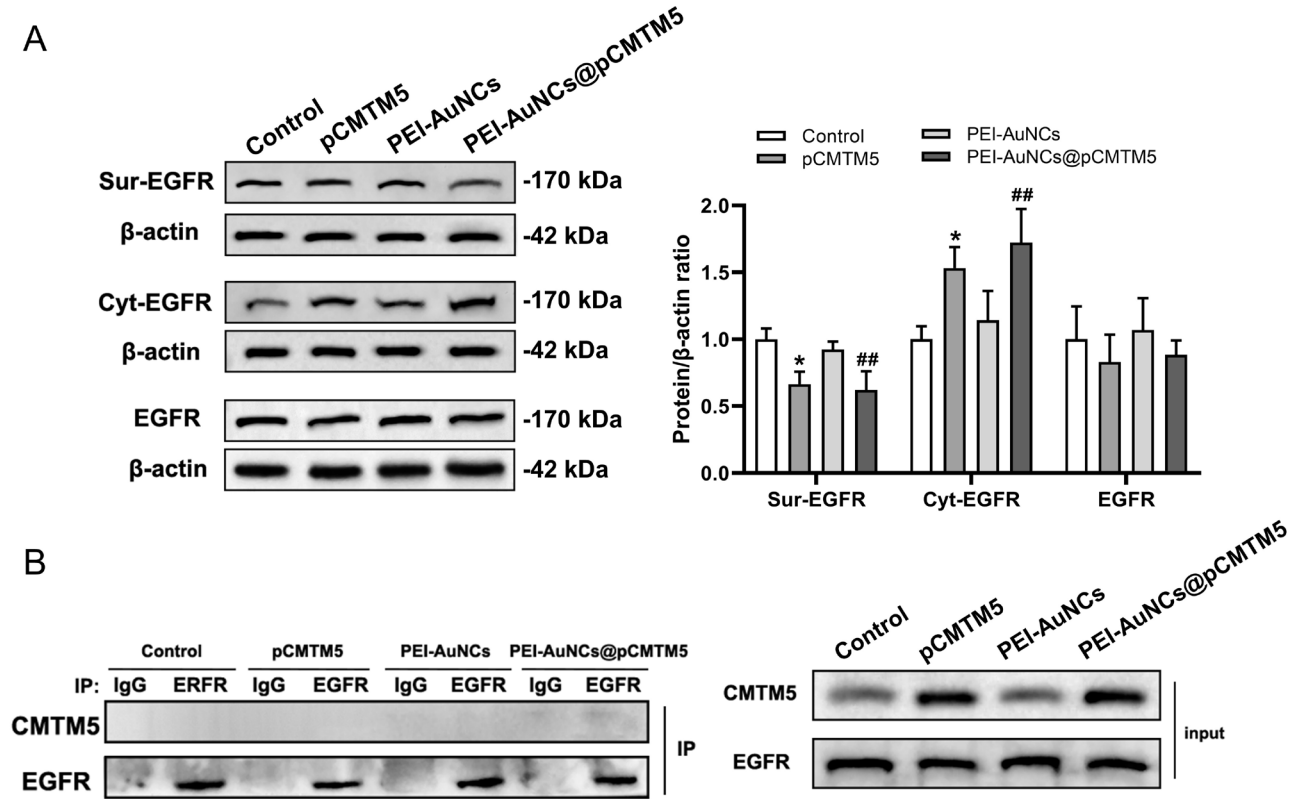 A
Control
pCMTM5
PEI-AuNCs
PEI-AuNCs@pCMTM5
Sur-EGFR
-170 kDa
β-actin
-42 kDa
Cyt-EGFR
-170 kDa
β-actin
-42 kDa
EGFR
-170 kDa
β-actin
-42 kDa
Control
PEI-AuNCs
pCMTM5
PEI-AuNCs@pCMTM5
Protein/β-actin ratio
2.0
1.5
1.0
0.5
0.0
*
##
*
##
Sur-EGFR
Cyt-EGFR
EGFR
B
Control
pCMTM5
PEI-AuNCs
PEI-AuNCs@pCMTM5
IP:
IgG
ERFR
IgG
EGFR
IgG
EGFR
IgG
EGFR
CMTM5
EGFR
IP
Control
pCMTM5
PEI-AuNCs
PEI-AuNCs@pCMTM5
CMTM5
EGFR
input